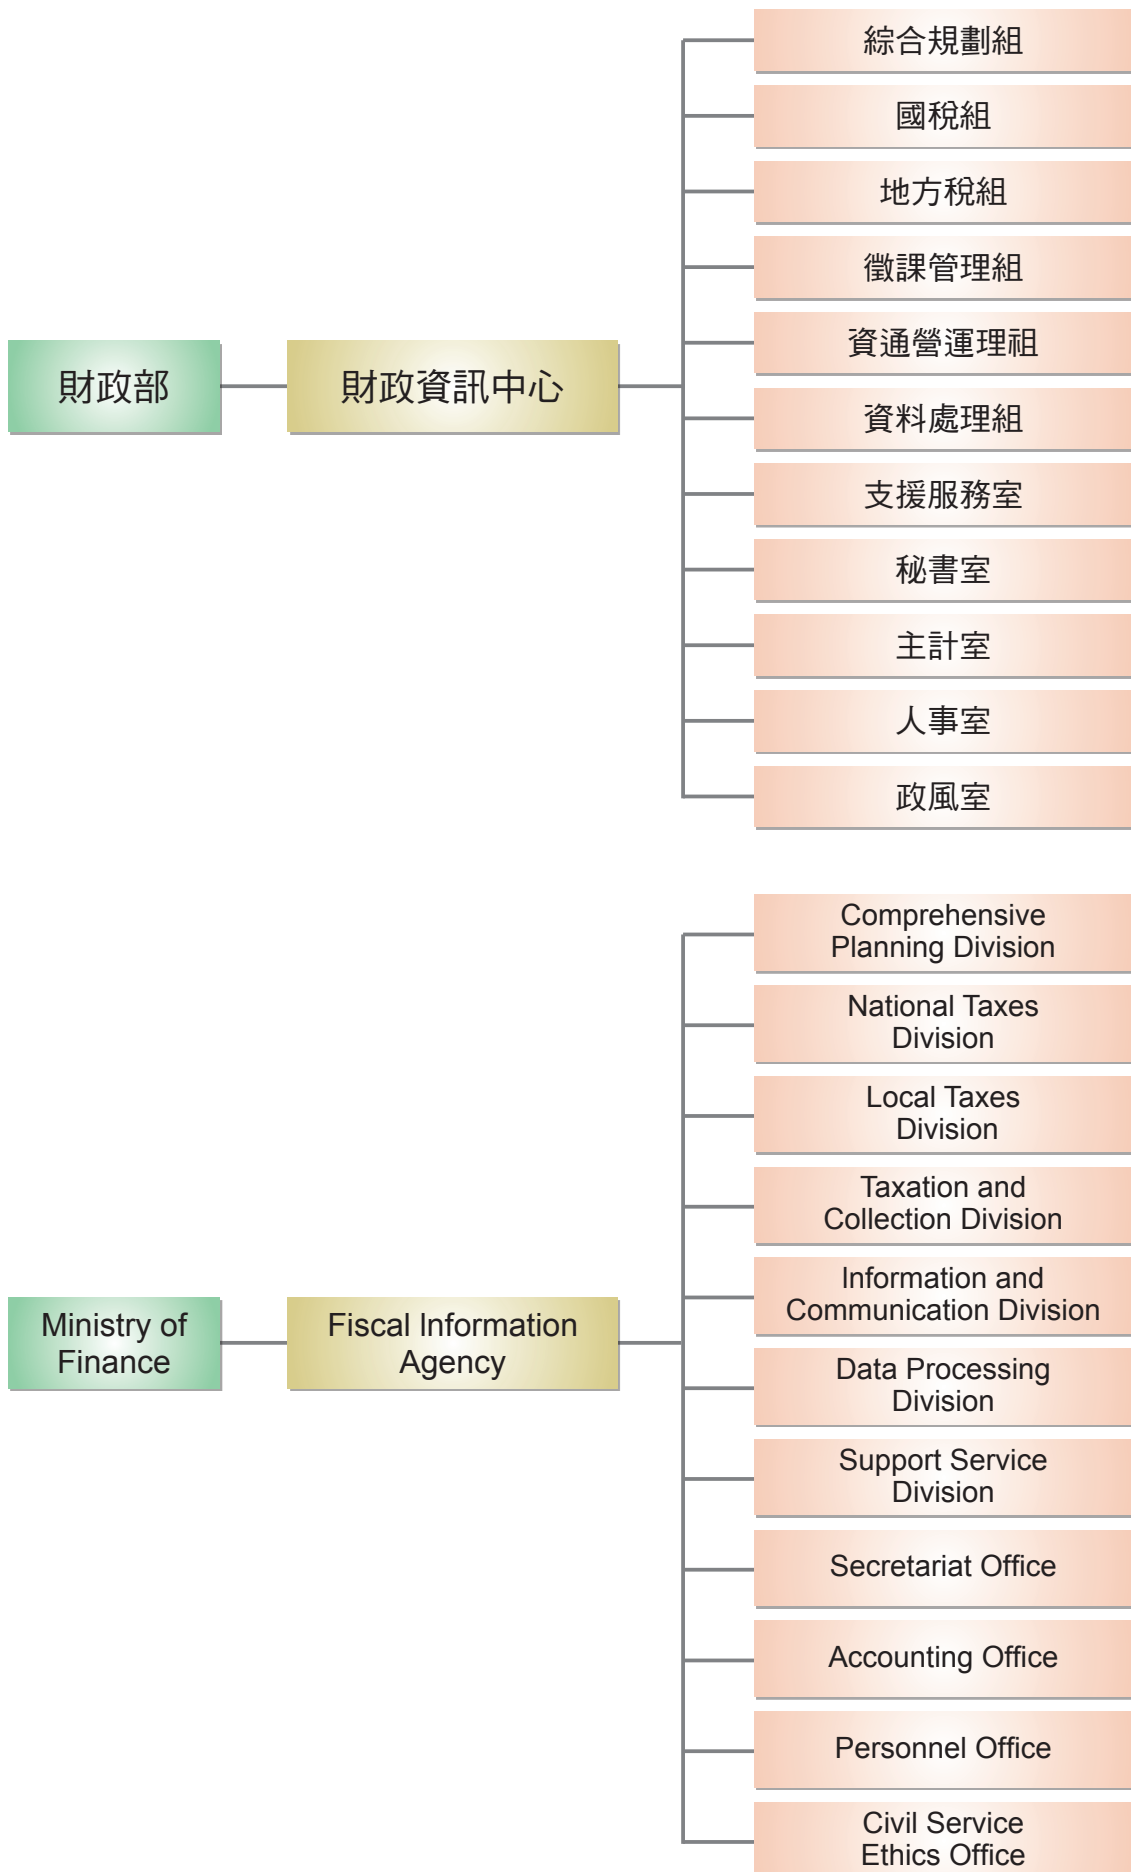 財政部
財政資訊中心
綜合規劃組
國稅組
地方稅組
徵課管理組
資通營運理祖
資料處理組
支援服務室
秘書室
主計室
人事室
政風室
Ministry of
Finance
Fiscal Information
Agency
Comprehensive
Planning Division
National Taxes
Division
Local Taxes
Division
Taxation and
Collection Division
Information and
Communication Division
Data Processing
Division
Support Service
Division
Secretariat Office
Accounting Office
Personnel Office
Civil Service
Ethics Office